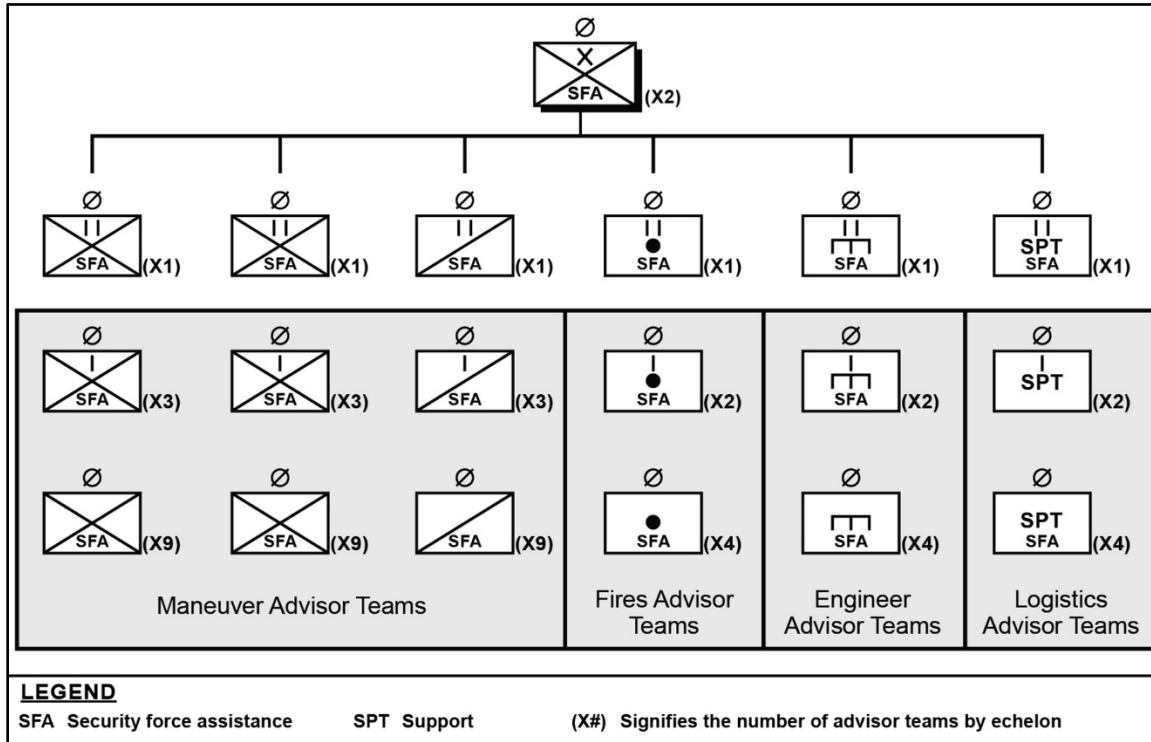 Ø
X
SFA (X2)
Ø Ø Ø Ø Ø Ø
II II II II II II
SPT
SFA (X1) SFA (X1) SFA (X1) SFA (X1) SFA (X1) SFA (X1)
Ø Ø Ø Ø Ø Ø
I I I I I I
SFA (X3) SFA (X3) SFA (X3) SFA (X2) SFA (X2) SPT (X2)
Ø Ø Ø Ø Ø Ø
SPT
SFA (X9) SFA (X9) SFA (X9) SFA (X4) SFA (X4) SFA (X4)
Maneuver Advisor Teams
Fires Advisor
Teams
Engineer
Advisor Teams
Logistics
Advisor Teams
LEGEND
SFA Security force assistance SPT Support (X#) Signifies the number of advisor teams by echelon